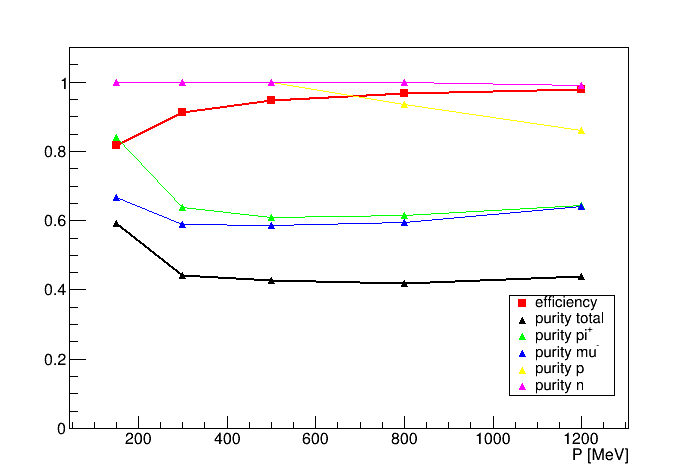 1
0.8
0.6
0.4
0.2
0
200 400 600 800 1000 1200
P [MeV]
efficiency
purity total
purity pi⁺
purity mu⁻
purity p
purity n